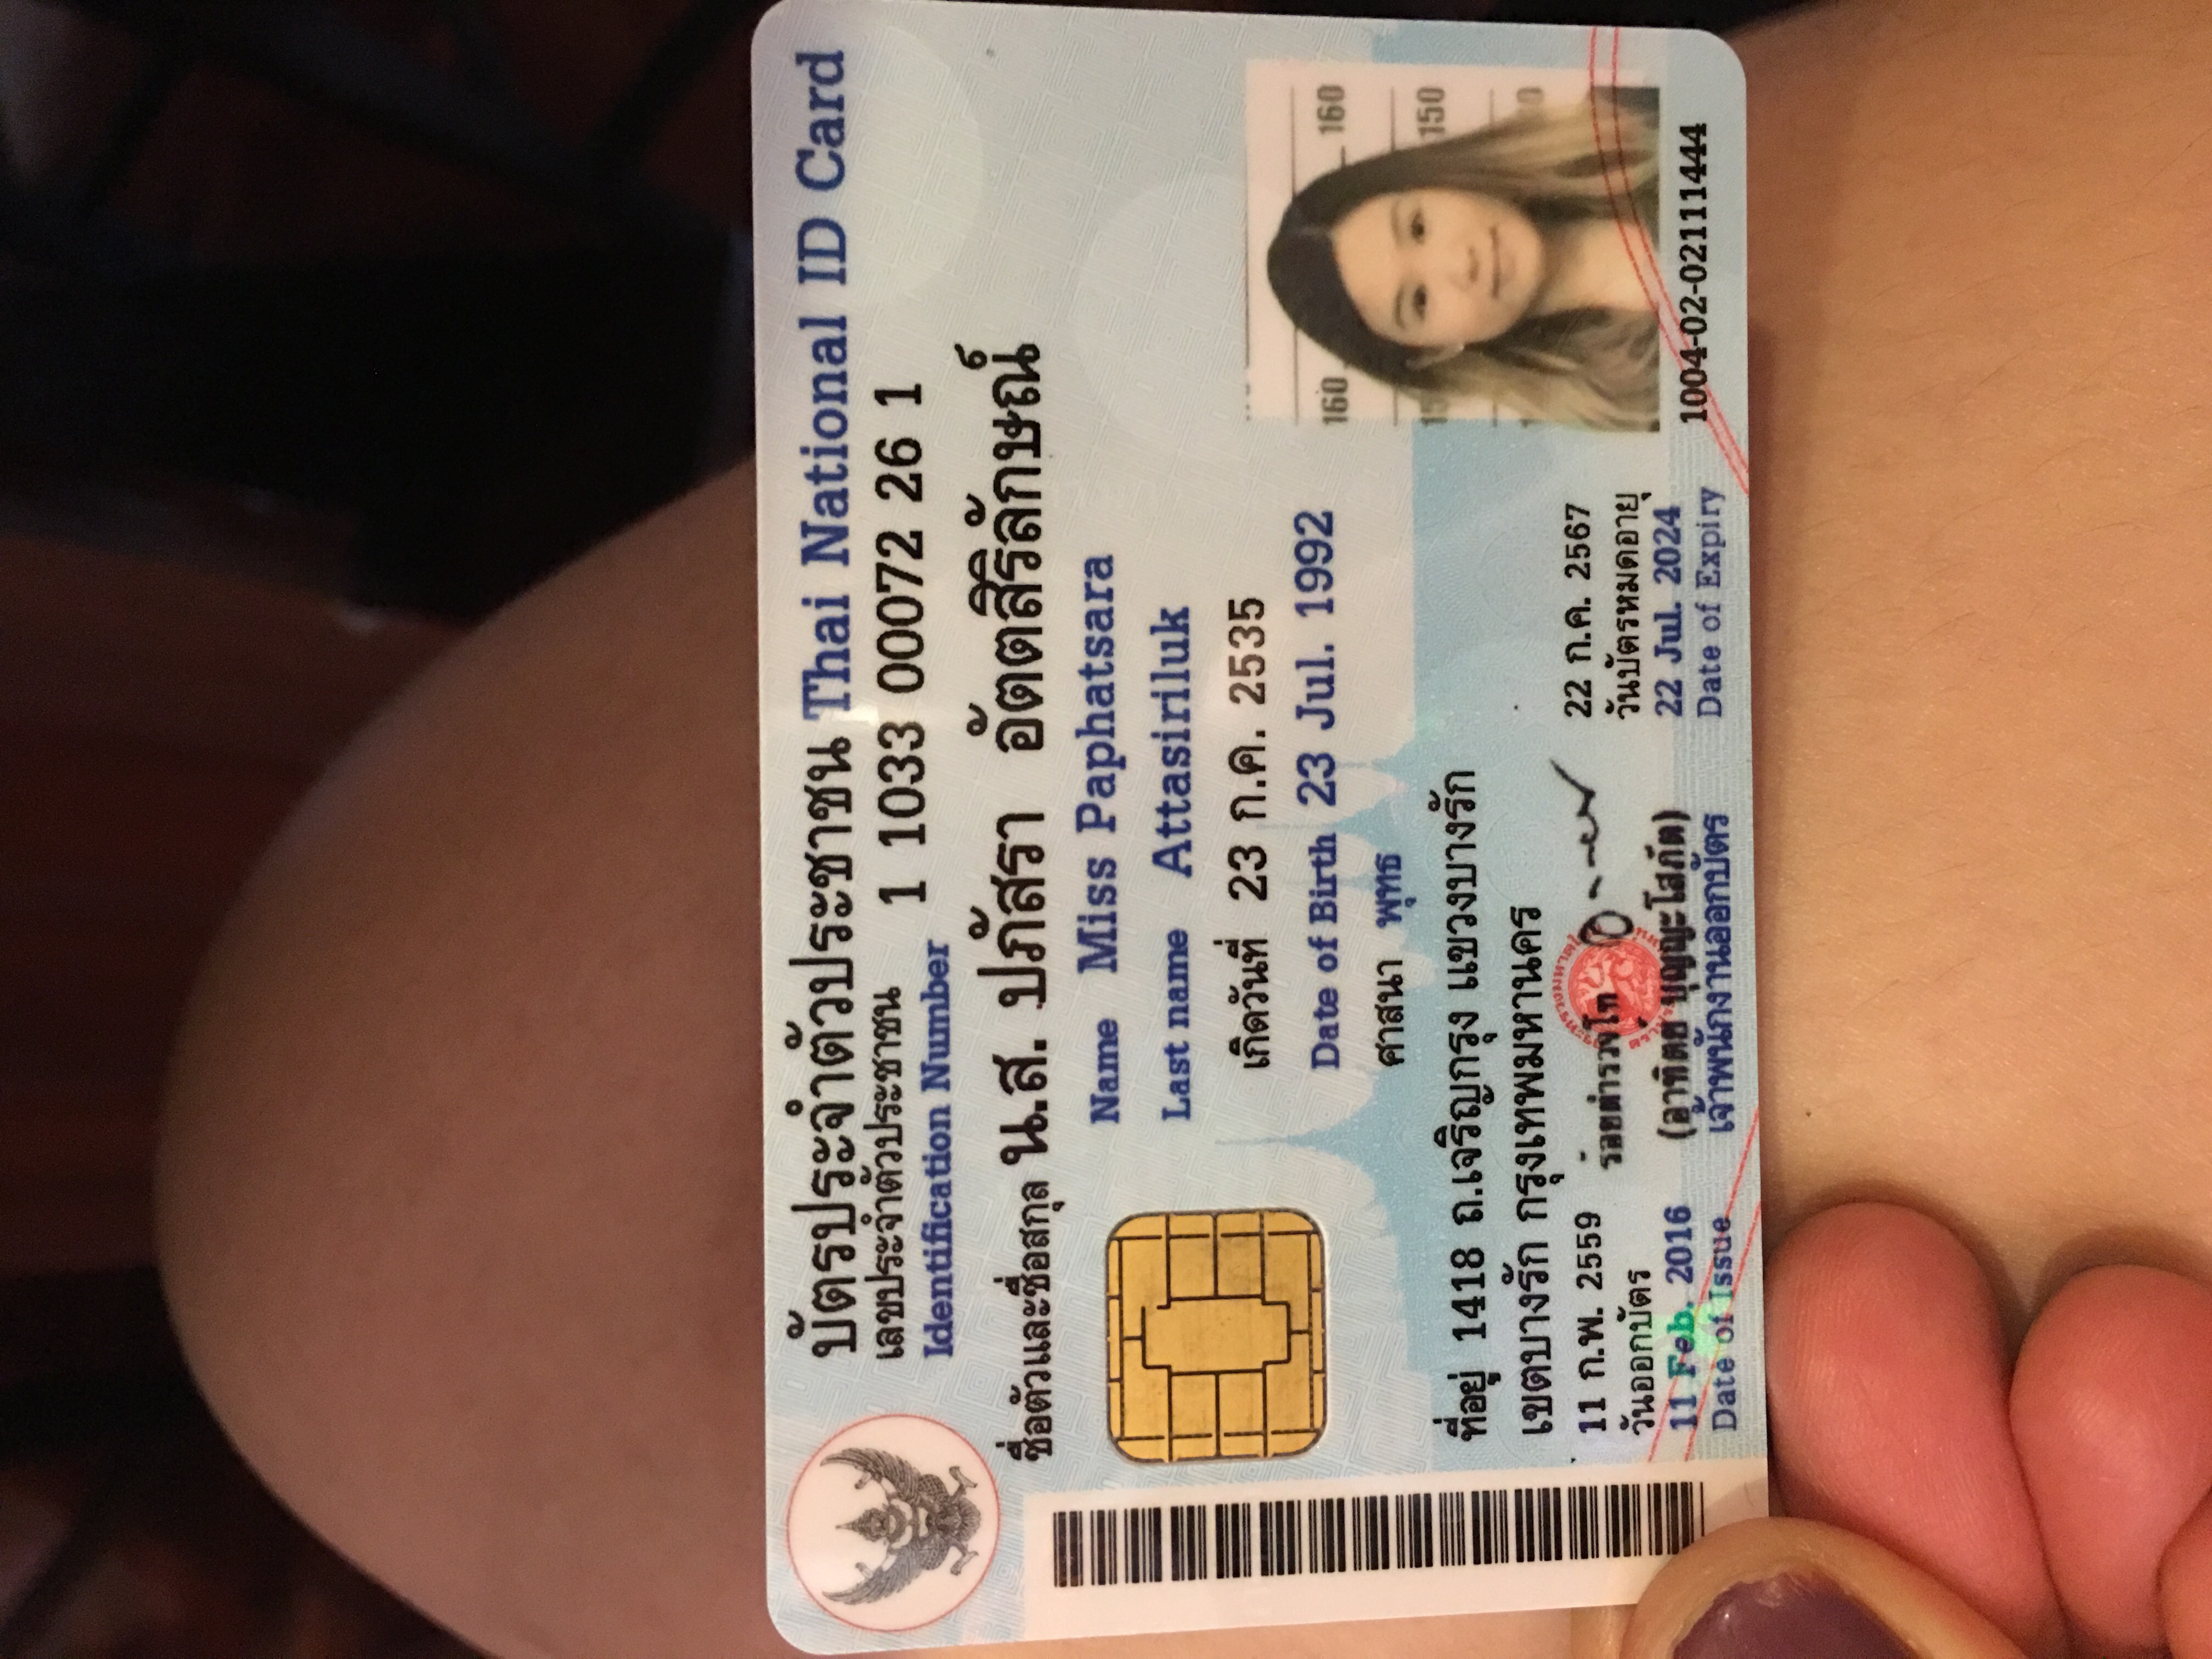 บัตรประจำตัวประชาชน Thai National ID Card
เลขประจำตัวประชาชน
Identification Number 1 1033 00072 26 1
ชื่อตัวและชื่อสกุล น.ส. ปภัสรา อัตตสิริลักษณ์
Name Miss Paphatsara
Last name Attasiriluk
เกิดวันที่ 23 ก.ค. 2535
Date of Birth 23 Jul. 1992
ศาสนา พุทธ
ที่อยู่ 1418 ถ.เจริญกรุง แขวงบางรัก
เขตบางรัก กรุงเทพมหานคร
160 160
150
11 ก.พ. 2559
วันออกบัตร
11 Feb. 2016
Date of Issue
ร้อยตำรวจโท
(อาทิตย์ บุญญะโสภัต)
เจ้าพนักงานออกบัตร
22 ก.ค. 2567
วันบัตรหมดอายุ
22 Jul. 2024
Date of Expiry
1004-02-02111444